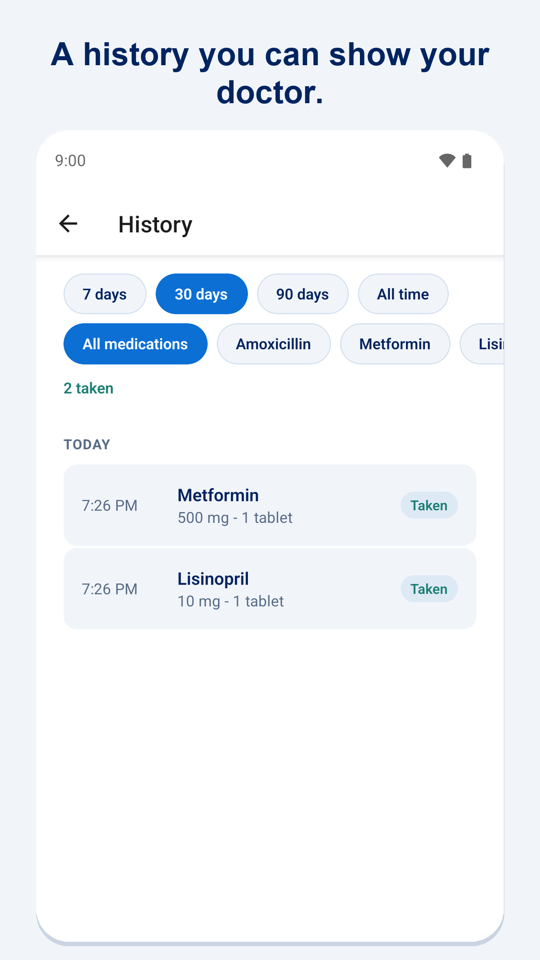 A history you can show your
doctor.
9:00
History
7 days 30 days 90 days All time
All medications Amoxicillin Metformin Lisi
2 taken
TODAY
Metformin
7:26 PM Taken
500 mg - 1 tablet
Lisinopril
7:26 PM Taken
10 mg - 1 tablet